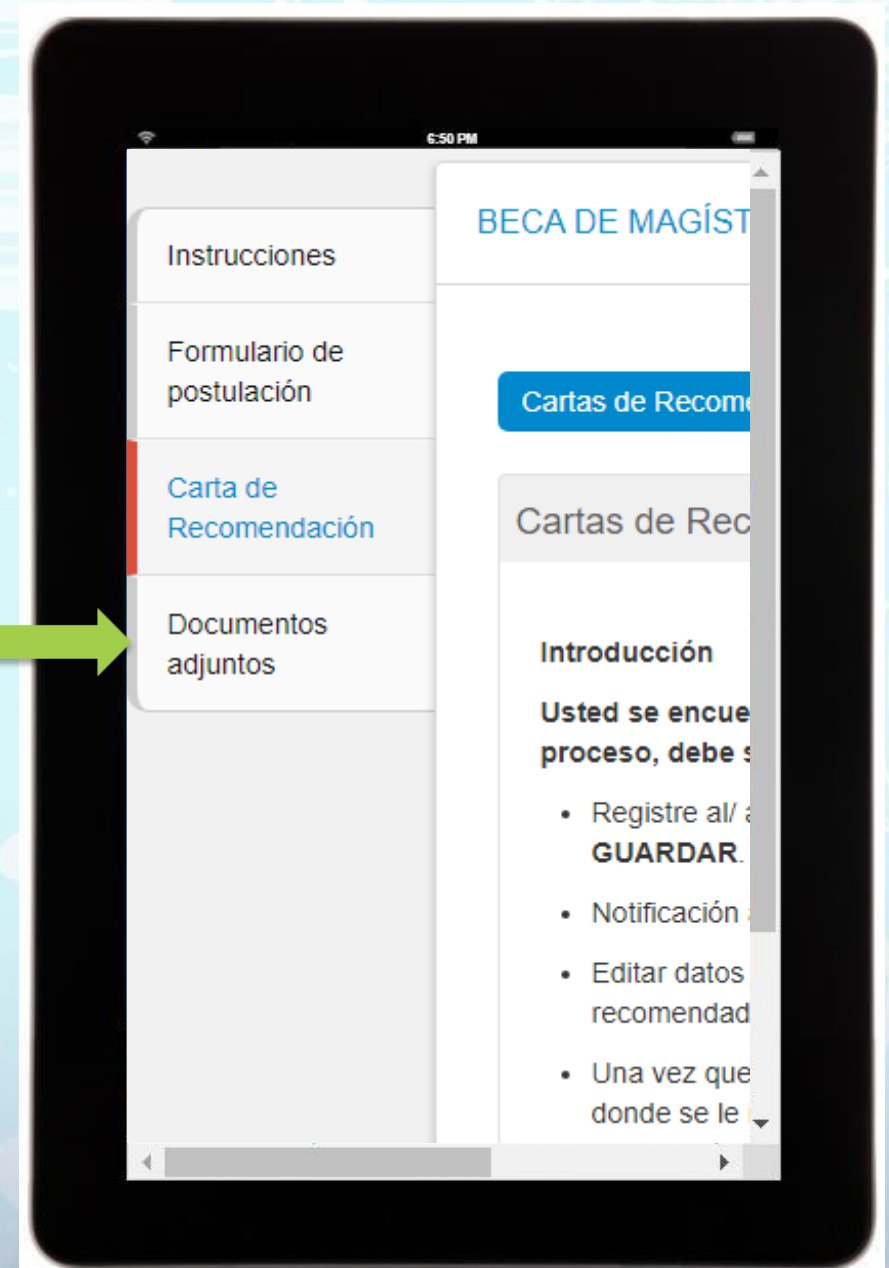 6:50 PM
Instrucciones
Formulario de
postulación
Carta de
Recomendación
Documentos
adjuntos
BECA DE MAGÍST
Cartas de Recome
Cartas de Rec
Introducción
Usted se encue
proceso, debe s
Registre al/ a
GUARDAR.
Notificación
Editar datos
recomendad
Una vez que
donde se le